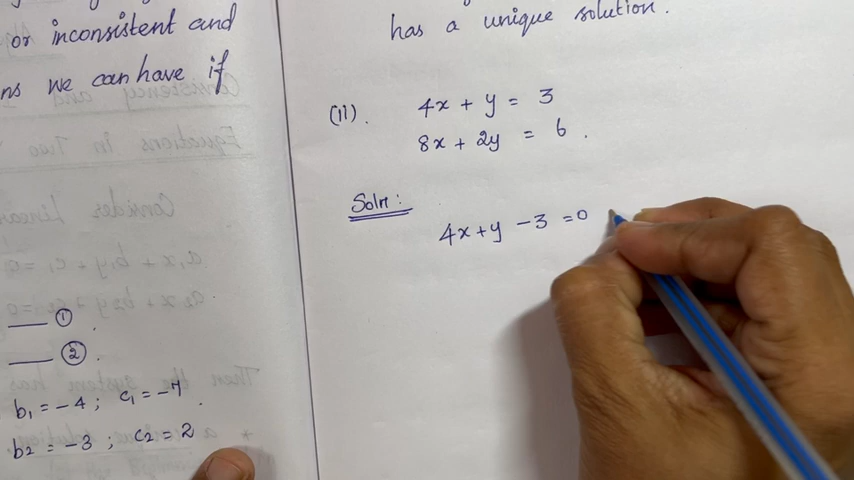 or inconsistent and
ns we can have if
—— ①
—— ②
b₁ = -4 ; c₁ = -7 .
b₂ = -3 ; c₂ = 2
has a unique solution.
(ii). 4x + y = 3
8x + 2y = 6 .
Soln :
4x + y - 3 = 0